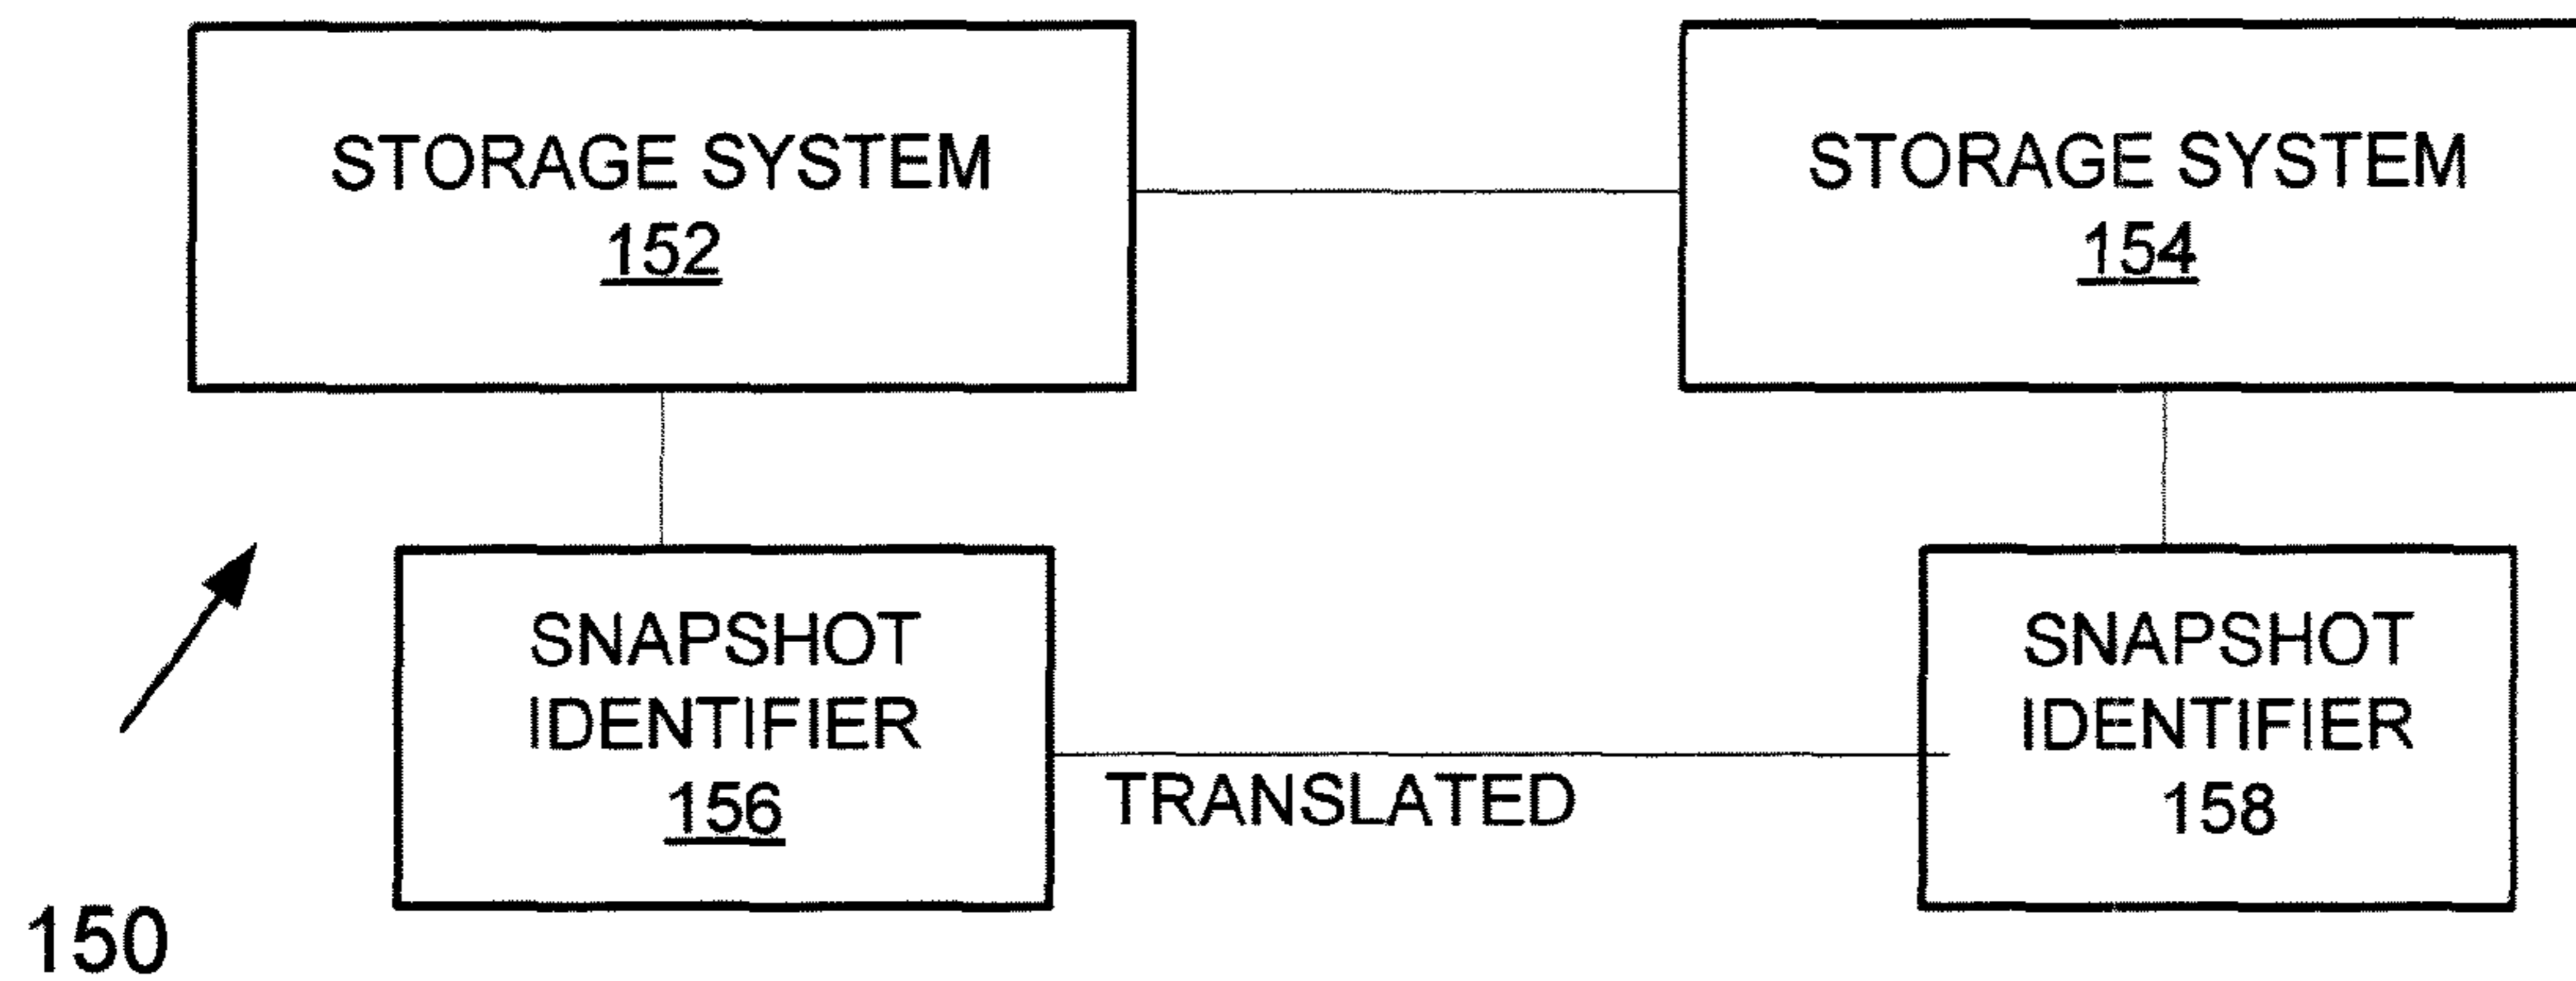 STORAGE SYSTEM
152
STORAGE SYSTEM
154
SNAPSHOT
IDENTIFIER
156
SNAPSHOT
IDENTIFIER
158
TRANSLATED
150